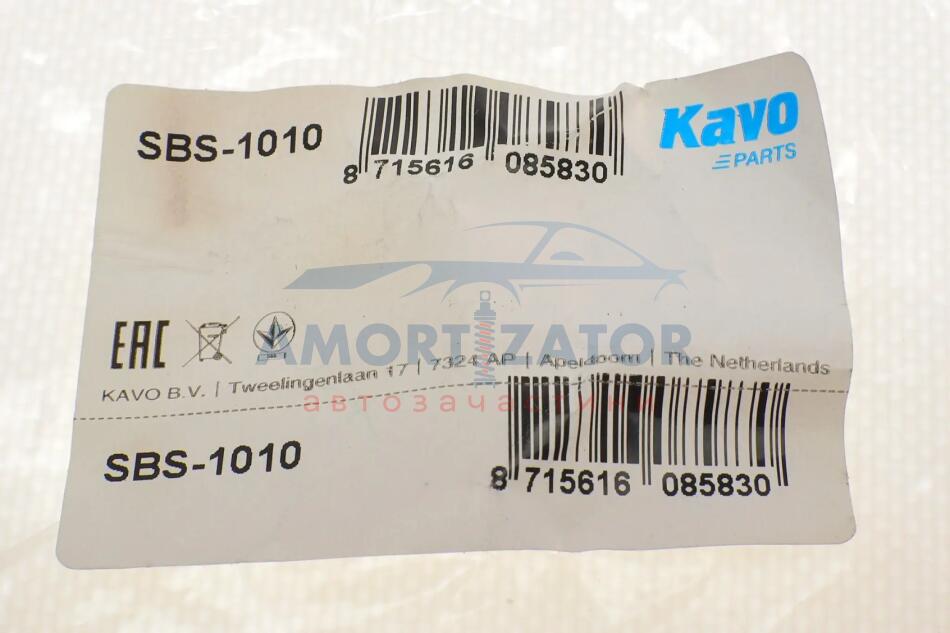 SBS-1010
8 715616 085830
Kavo
PARTS
EAC
AMORTIZATOR
KAVO B.V. | Tweelingenlaan 17 | 7324 AP | Apeldoorn | The Netherlands
автозачастини
SBS-1010
8 715616 085830